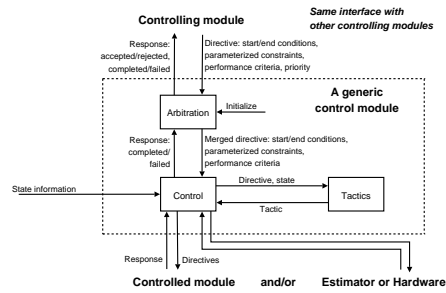 Controlling module
Same interface with
other controlling modules
Response:
accepted/rejected,
completed/failed
Directive: start/end conditions,
parameterized constraints,
performance criteria, priority
A generic
control module
Arbitration
Initialize
Response:
completed/
failed
Merged directive: start/end conditions,
parameterized constraints,
performance criteria
State information
Control
Directive, state
Tactic
Tactics
Response
Directives
Controlled module and/or Estimator or Hardware